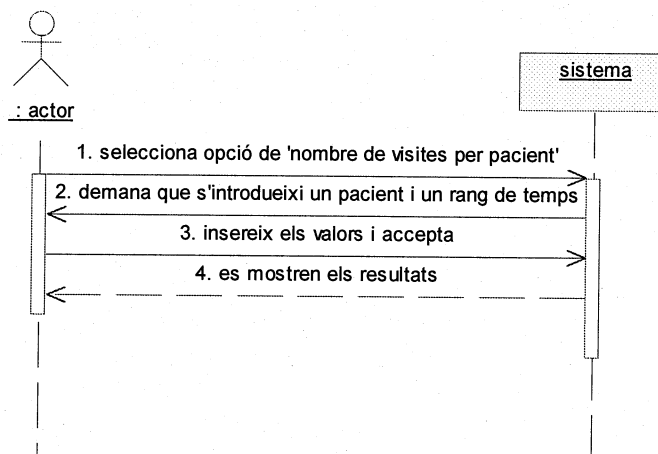 sistema
: actor
1. selecciona opció de 'nombre de visites per pacient'
2. demana que s'introdueixi un pacient i un rang de temps
3. insereix els valors i accepta
4. es mostren els resultats